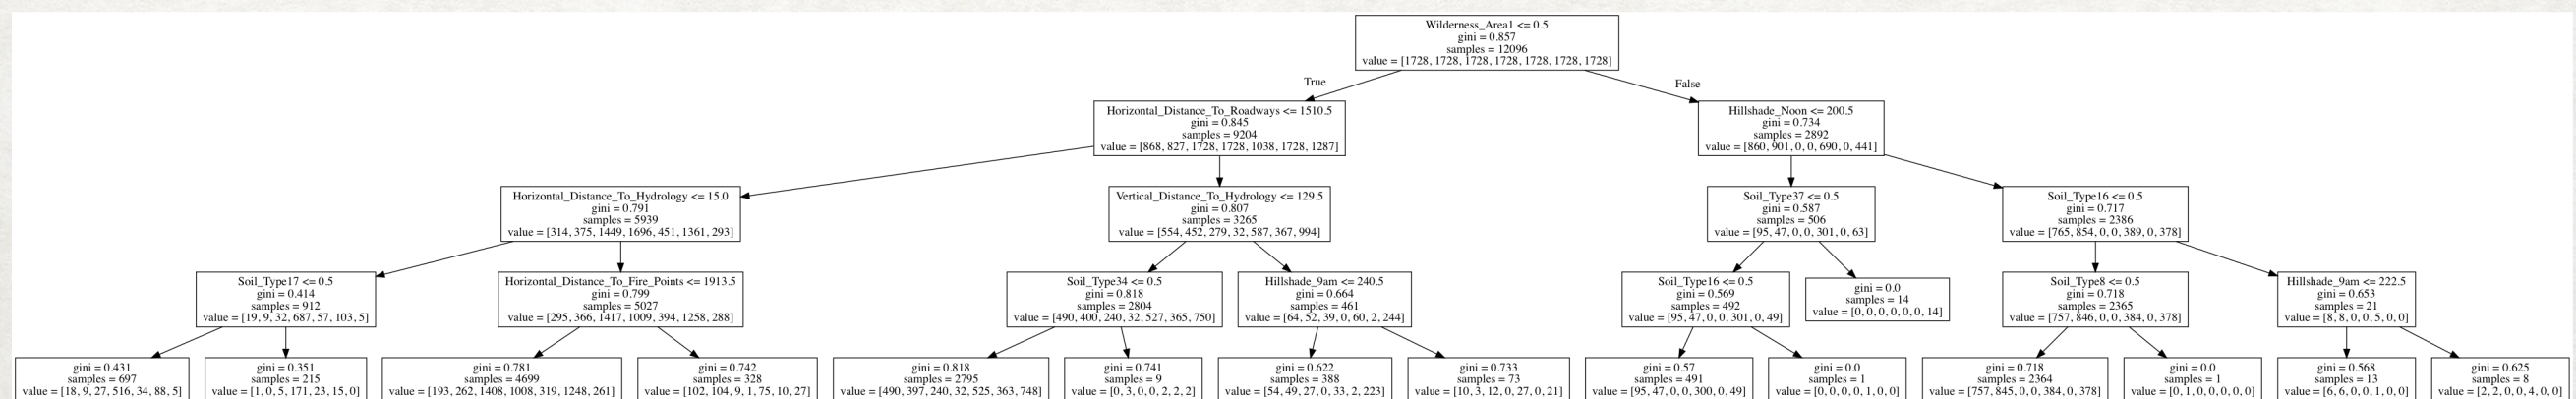 Wilderness_Area1 <= 0.5
gini = 0.857
samples = 12096
value = [1728, 1728, 1728, 1728, 1728, 1728, 1728]
True
False
Horizontal_Distance_To_Roadways <= 1510.5
gini = 0.845
samples = 9204
value = [868, 827, 1728, 1728, 1038, 1728, 1287]
Hillshade_Noon <= 200.5
gini = 0.734
samples = 2892
value = [860, 901, 0, 0, 690, 0, 441]
Horizontal_Distance_To_Hydrology <= 15.0
gini = 0.791
samples = 5939
value = [314, 375, 1449, 1696, 451, 1361, 293]
Vertical_Distance_To_Hydrology <= 129.5
gini = 0.807
samples = 3265
value = [554, 452, 279, 32, 587, 367, 994]
Soil_Type37 <= 0.5
gini = 0.587
samples = 506
value = [95, 47, 0, 0, 301, 0, 63]
Soil_Type16 <= 0.5
gini = 0.717
samples = 2386
value = [765, 854, 0, 0, 389, 0, 378]
Soil_Type17 <= 0.5
gini = 0.414
samples = 912
value = [19, 9, 32, 687, 57, 103, 5]
Horizontal_Distance_To_Fire_Points <= 1913.5
gini = 0.799
samples = 5027
value = [295, 366, 1417, 1009, 394, 1258, 288]
Soil_Type34 <= 0.5
gini = 0.818
samples = 2804
value = [490, 400, 240, 32, 527, 365, 750]
Hillshade_9am <= 240.5
gini = 0.664
samples = 461
value = [64, 52, 39, 0, 60, 2, 244]
Soil_Type16 <= 0.5
gini = 0.569
samples = 492
value = [95, 47, 0, 0, 301, 0, 49]
gini = 0.0
samples = 14
value = [0, 0, 0, 0, 0, 0, 14]
Soil_Type8 <= 0.5
gini = 0.718
samples = 2365
value = [757, 846, 0, 0, 384, 0, 378]
Hillshade_9am <= 222.5
gini = 0.653
samples = 21
value = [8, 8, 0, 0, 5, 0, 0]
gini = 0.431
samples = 697
value = [18, 9, 27, 516, 34, 88, 5]
gini = 0.351
samples = 215
value = [1, 0, 5, 171, 23, 15, 0]
gini = 0.781
samples = 4699
value = [193, 262, 1408, 1008, 319, 1248, 261]
gini = 0.742
samples = 328
value = [102, 104, 9, 1, 75, 10, 27]
gini = 0.818
samples = 2795
value = [490, 397, 240, 32, 525, 363, 748]
gini = 0.741
samples = 9
value = [0, 3, 0, 0, 2, 2, 2]
gini = 0.622
samples = 388
value = [54, 49, 27, 0, 33, 2, 223]
gini = 0.733
samples = 73
value = [10, 3, 12, 0, 27, 0, 21]
gini = 0.57
samples = 491
value = [95, 47, 0, 0, 300, 0, 49]
gini = 0.0
samples = 1
value = [0, 0, 0, 0, 1, 0, 0]
gini = 0.718
samples = 2364
value = [757, 845, 0, 0, 384, 0, 378]
gini = 0.0
samples = 1
value = [0, 1, 0, 0, 0, 0, 0]
gini = 0.568
samples = 13
value = [6, 6, 0, 0, 1, 0, 0]
gini = 0.625
samples = 8
value = [2, 2, 0, 0, 4, 0, 0]